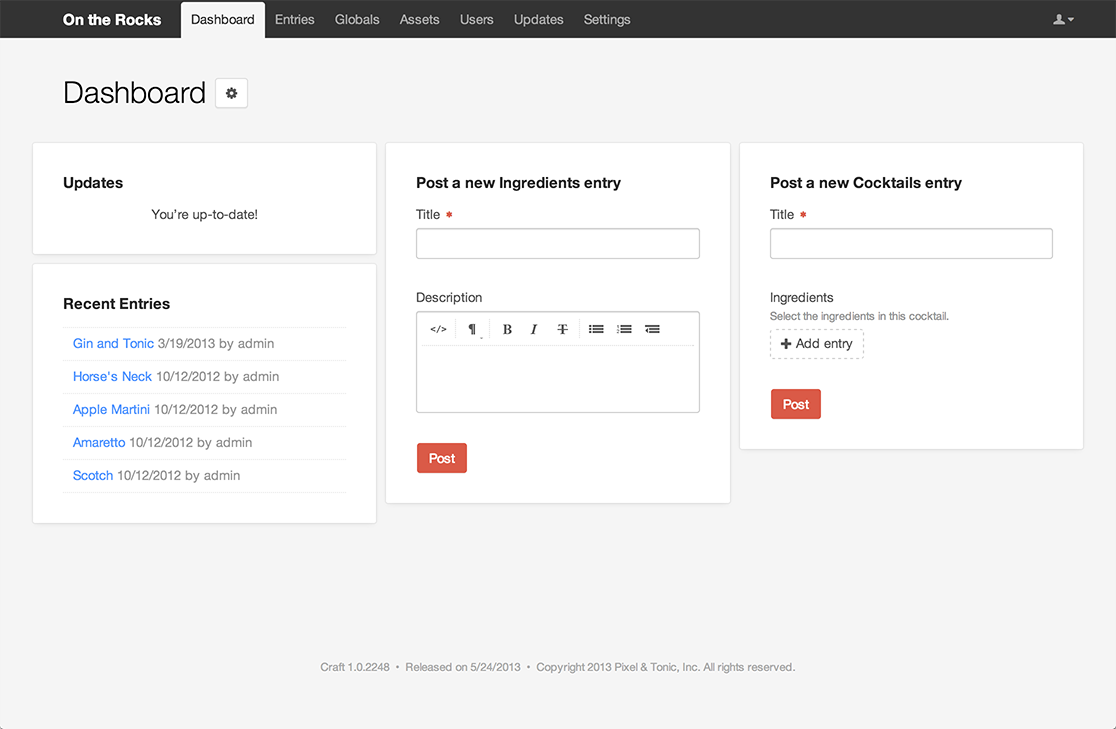 On the Rocks Dashboard Entries Globals Assets Users Updates Settings
Dashboard
Updates
You're up-to-date!
Recent Entries
Gin and Tonic 3/19/2013 by admin
Horse's Neck 10/12/2012 by admin
Apple Martini 10/12/2012 by admin
Amaretto 10/12/2012 by admin
Scotch 10/12/2012 by admin
Post a new Ingredients entry
Title *
Description
</> ¶ B I T
Post
Post a new Cocktails entry
Title *
Ingredients
Select the ingredients in this cocktail.
+ Add entry
Post
Craft 1.0.2248 • Released on 5/24/2013 • Copyright 2013 Pixel & Tonic, Inc. All rights reserved.